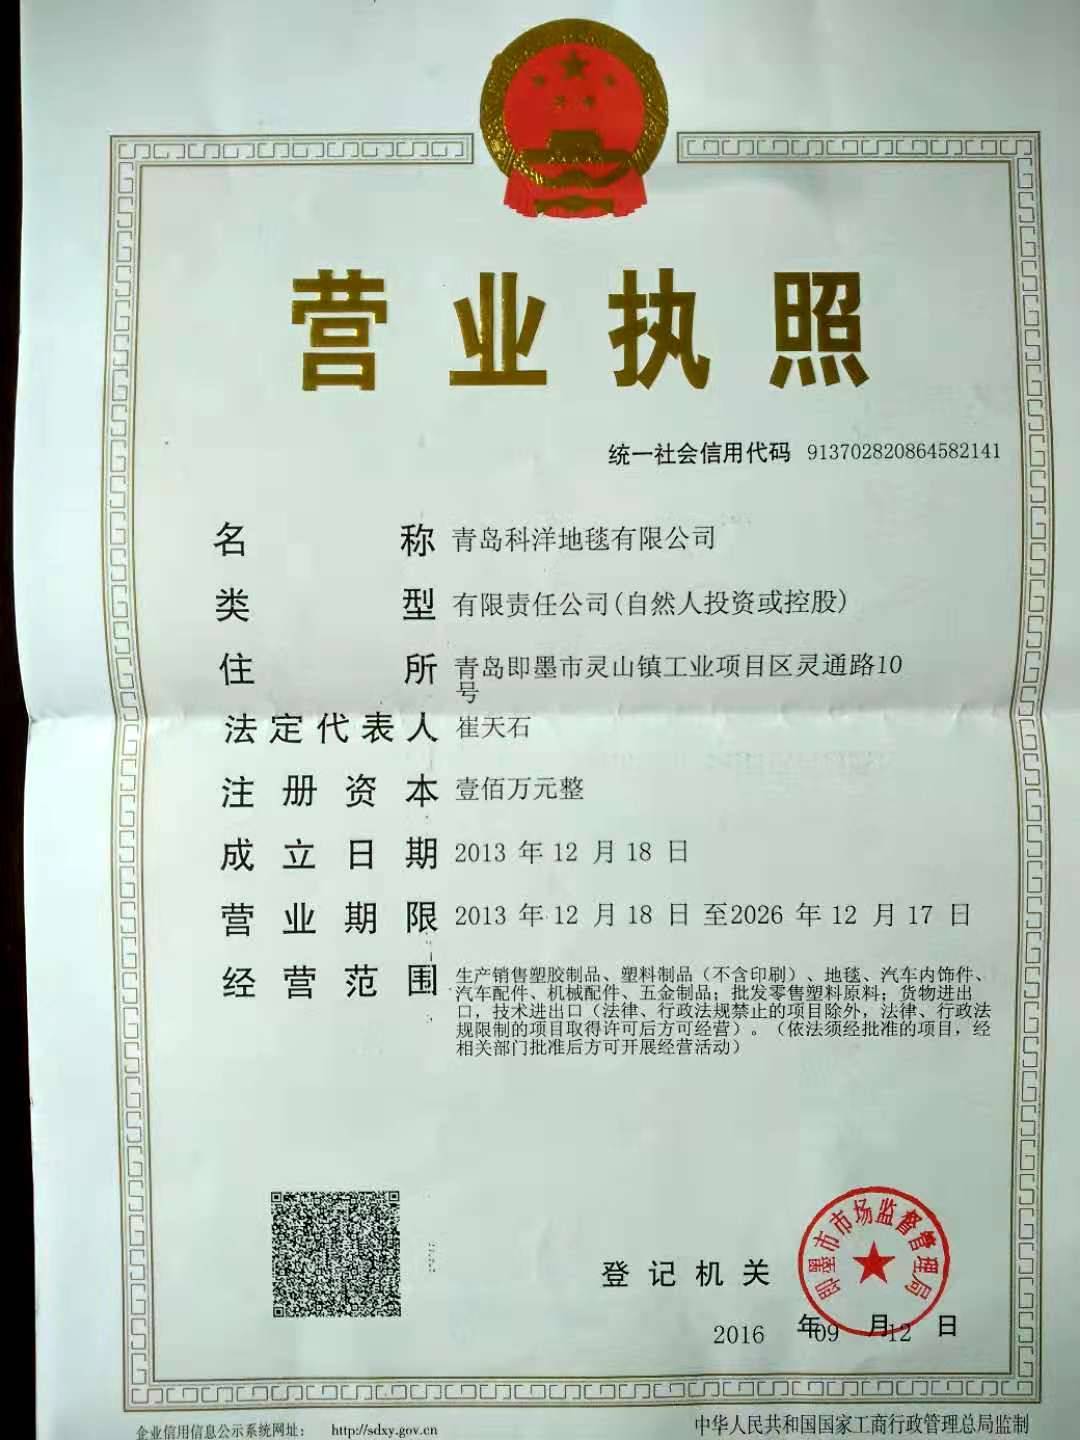 营业执照
统一社会信用代码 913702820864582141
名称 青岛科洋地毯有限公司
类型 有限责任公司(自然人投资或控股)
住所 青岛即墨市灵山镇工业项目区灵通路10
号
法定代表人 崔天石
注册资本 壹佰万元整
成立日期 2013 年 12 月 18 日
营业期限 2013 年 12 月 18 日 至2026 年 12 月 17 日
经营范围 生产销售塑胶制品、塑料制品（不含印刷）、地毯、汽车内饰件、
汽车配件、机械配件、五金制品；批发零售塑料原料；货物进出
口，技术进出口（法律、行政法规禁止的项目除外，法律、行政法
规限制的项目取得许可后方可经营）。（依法须经批准的项目，经
相关部门批准后方可开展经营活动）
即墨市市场监督管理局
登记机关
2016 年09 月12 日
企业信用信息公示系统网址： http://sdxy.gov.cn
中华人民共和国国家工商行政管理总局监制